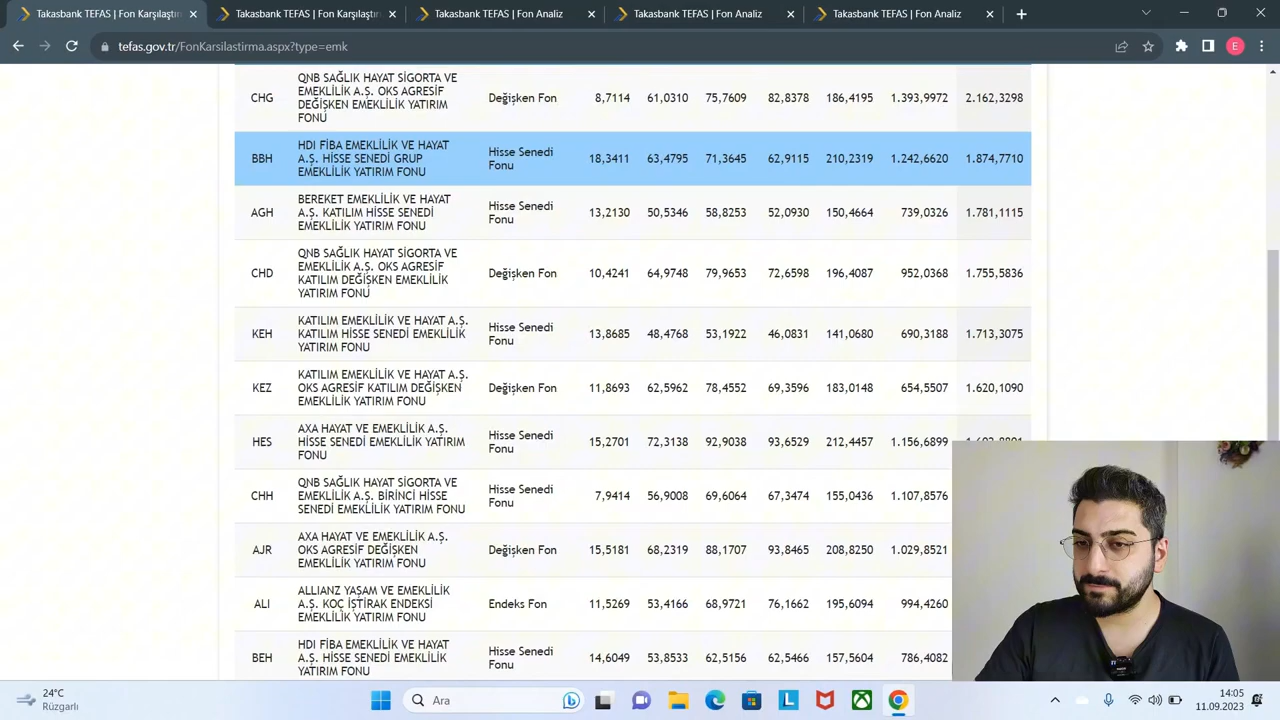 Takasbank TEFAS | Fon Karşılaştırı
Takasbank TEFAS | Fon Karşılaştırı
Takasbank TEFAS | Fon Analiz
Takasbank TEFAS | Fon Analiz
Takasbank TEFAS | Fon Analiz
tefas.gov.tr/FonKarsilastirma.aspx?type=emk
E
QNB SAĞLIK HAYAT SİGORTA VE
EMEKLİLİK A.Ş. OKS AGRESİF
DEĞİŞKEN EMEKLİLİK YATIRIM
FONU
CHG Değişken Fon 8,7114 61,0310 75,7609 82,8378 186,4195 1.393,9972 2.162,3298
HDI FİBA EMEKLİLİK VE HAYAT
A.Ş. HİSSE SENEDİ GRUP
EMEKLİLİK YATIRIM FONU
BBH Hisse Senedi
Fonu 18,3411 63,4795 71,3645 62,9115 210,2319 1.242,6620 1.874,7710
BEREKET EMEKLİLİK VE HAYAT
A.Ş. KATILIM HİSSE SENEDİ
EMEKLİLİK YATIRIM FONU
AGH Hisse Senedi
Fonu 13,2130 50,5346 58,8253 52,0930 150,4664 739,0326 1.781,1115
QNB SAĞLIK HAYAT SİGORTA VE
EMEKLİLİK A.Ş. OKS AGRESİF
KATILIM DEĞİŞKEN EMEKLİLİK
YATIRIM FONU
CHD Değişken Fon 10,4241 64,9748 79,9653 72,6598 196,4087 952,0368 1.755,5836
KATILIM EMEKLİLİK VE HAYAT A.Ş.
KATILIM HİSSE SENEDİ EMEKLİLİK
YATIRIM FONU
KEH Hisse Senedi
Fonu 13,8685 48,4768 53,1922 46,0831 141,0680 690,3188 1.713,3075
KATILIM EMEKLİLİK VE HAYAT A.Ş.
OKS AGRESİF KATILIM DEĞİŞKEN
EMEKLİLİK YATIRIM FONU
KEZ Değişken Fon 11,8693 62,5962 78,4552 69,3596 183,0148 654,5507 1.620,1090
AXA HAYAT VE EMEKLİLİK A.Ş.
HİSSE SENEDİ EMEKLİLİK YATIRIM
FONU
HES Hisse Senedi
Fonu 15,2701 72,3138 92,9038 93,6529 212,4457 1.156,6899
QNB SAĞLIK HAYAT SİGORTA VE
EMEKLİLİK A.Ş. BİRİNCİ HİSSE
SENEDİ EMEKLİLİK YATIRIM FONU
CHH Hisse Senedi
Fonu 7,9414 56,9008 69,6064 67,3474 155,0436 1.107,8576
AXA HAYAT VE EMEKLİLİK A.Ş.
OKS AGRESİF DEĞİŞKEN
EMEKLİLİK YATIRIM FONU
AJR Değişken Fon 15,5181 68,2319 88,1707 93,8465 208,8250 1.029,8521
ALLIANZ YAŞAM VE EMEKLİLİK
A.Ş. KOÇ İŞTİRAK ENDEKSİ
EMEKLİLİK YATIRIM FONU
ALI Endeks Fon 11,5269 53,4166 68,9721 76,1662 195,6094 994,4260
HDI FİBA EMEKLİLİK VE HAYAT
A.Ş. HİSSE SENEDİ EMEKLİLİK
YATIRIM FONU
BEH Hisse Senedi
Fonu 14,6049 53,8533 62,5156 62,5466 157,5604 786,4082
24°C
Rüzgarlı
Ara
L
14:05
11.09.2023